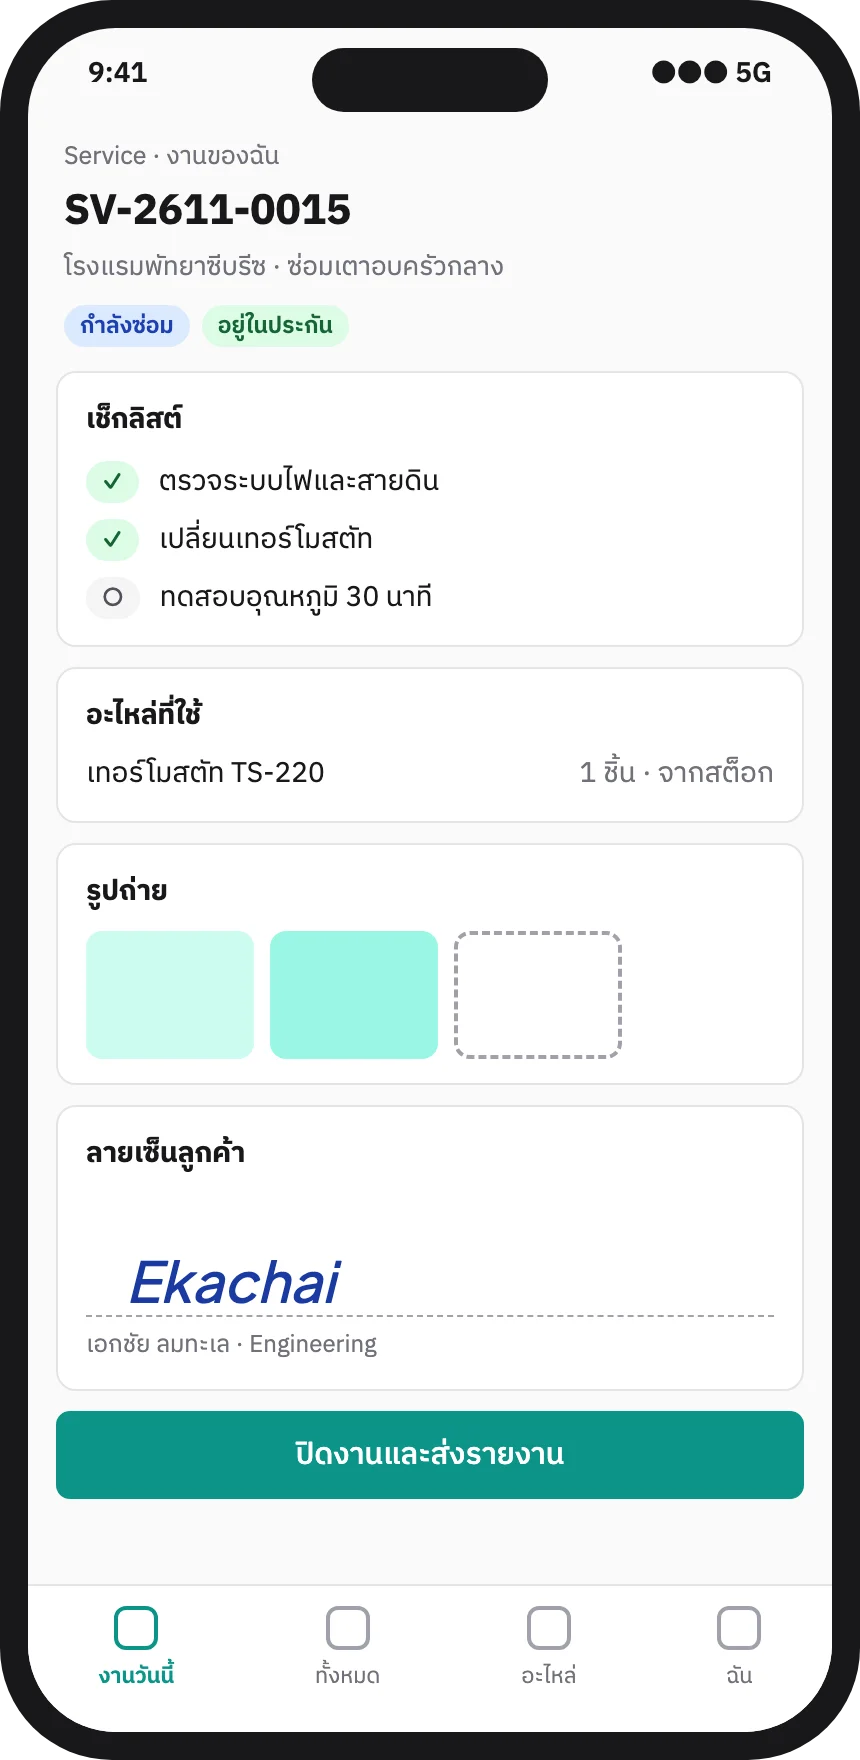 9:41
5G
Service · งานของฉัน
SV-2611-0015
โรงแรมพัทยาซีบรีซ · ซ่อมเตาอบครัวกลาง
กำลังซ่อม อยู่ในประกัน
เช็กลิสต์
ตรวจระบบไฟและสายดิน
เปลี่ยนเทอร์โมสตัท
ทดสอบอุณหภูมิ 30 นาที
อะไหล่ที่ใช้
เทอร์โมสตัท TS-220 1 ชิ้น · จากสต็อก
รูปถ่าย
ลายเซ็นลูกค้า
Ekachai
เอกชัย ลมทะเล · Engineering
ปิดงานและส่งรายงาน
งานวันนี้ ทั้งหมด อะไหล่ ฉัน